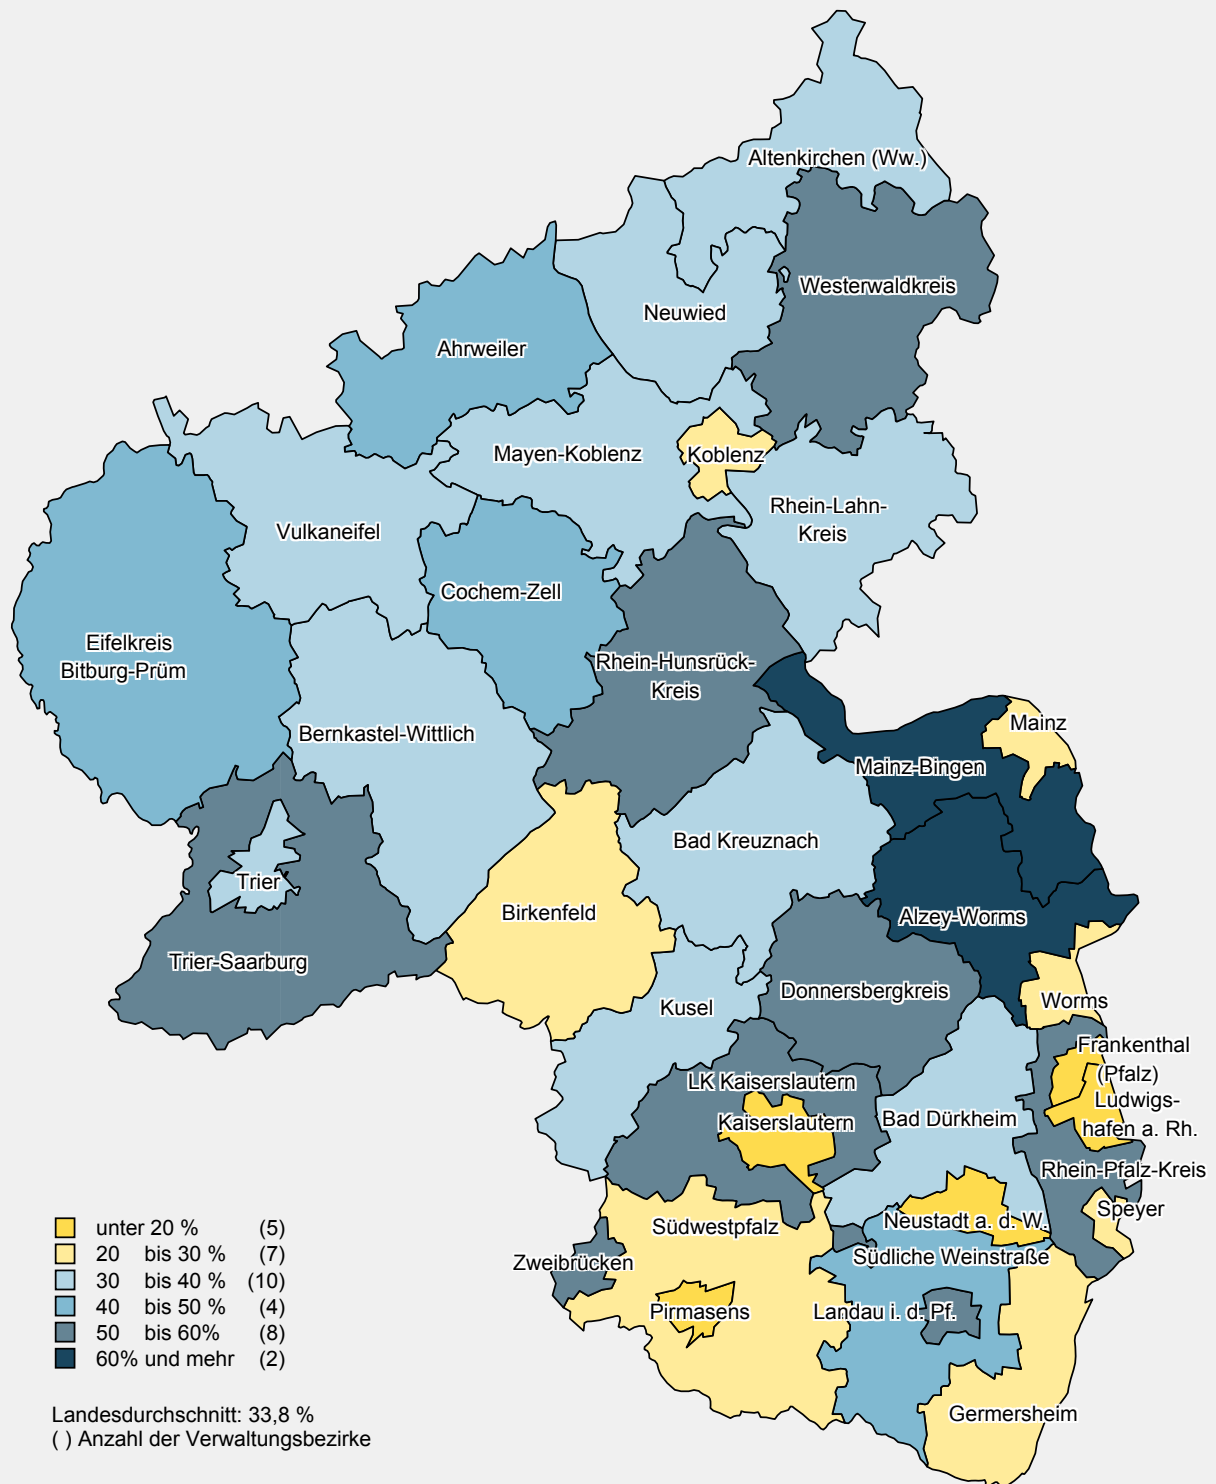 Altenkirchen (Ww.)
Westerwaldkreis
Neuwied
Ahrweiler
Mayen-Koblenz
Koblenz
Rhein-Lahn-
Kreis
Vulkaneifel
Cochem-Zell
Eifelkreis
Bitburg-Prüm
Rhein-Hunsrück-
Kreis
Mainz
Bernkastel-Wittlich
Mainz-Bingen
Bad Kreuznach
Trier
Birkenfeld
Alzey-Worms
Trier-Saarburg
Donnersbergkreis
Worms
Kusel
Frankenthal
(Pfalz)
LK Kaiserslautern
Ludwigs-
hafen a. Rh.
Kaiserslautern
Bad Dürkheim
Rhein-Pfalz-Kreis
Speyer
Neustadt a. d. W.
Südwestpfalz
Südliche Weinstraße
Zweibrücken
Pirmasens
Landau i. d. Pf.
Germersheim
unter 20 % (5)
20 bis 30 % (7)
30 bis 40 % (10)
40 bis 50 % (4)
50 bis 60% (8)
60% und mehr (2)
Landesdurchschnitt: 33,8 %
( ) Anzahl der Verwaltungsbezirke